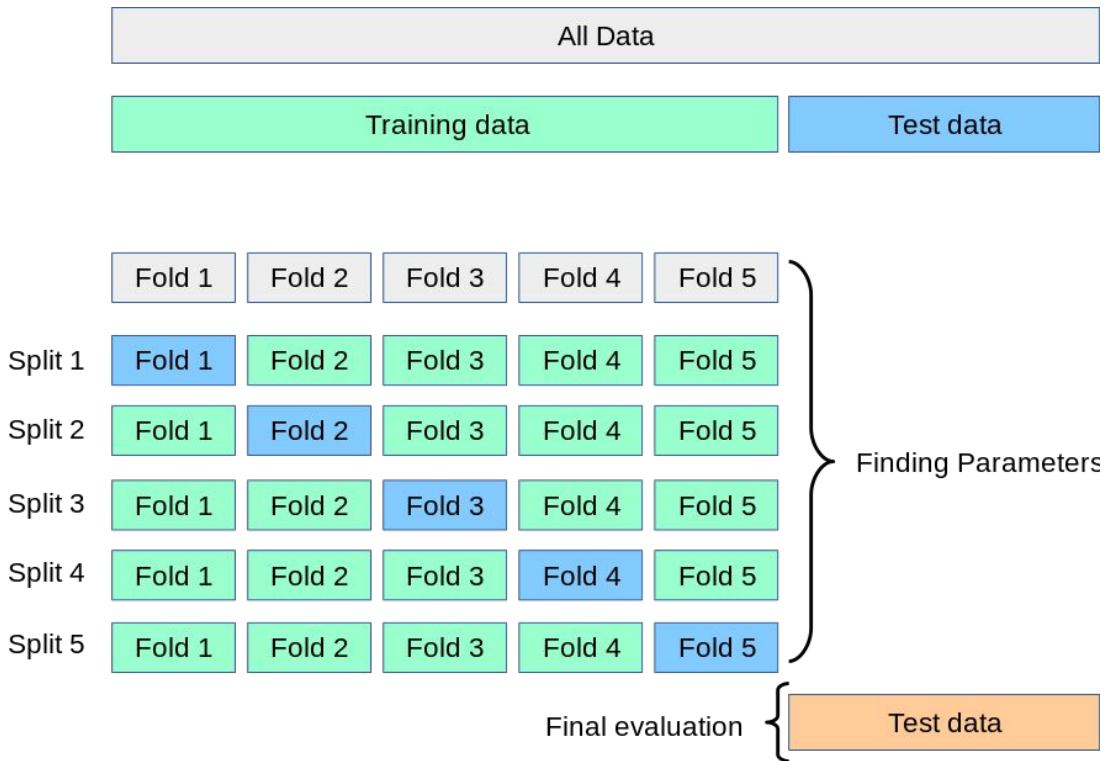 All Data
Training data Test data
Fold 1 Fold 2 Fold 3 Fold 4 Fold 5
Split 1 Fold 1 Fold 2 Fold 3 Fold 4 Fold 5
Split 2 Fold 1 Fold 2 Fold 3 Fold 4 Fold 5
Finding Parameters
Split 3 Fold 1 Fold 2 Fold 3 Fold 4 Fold 5
Split 4 Fold 1 Fold 2 Fold 3 Fold 4 Fold 5
Split 5 Fold 1 Fold 2 Fold 3 Fold 4 Fold 5
Final evaluation Test data